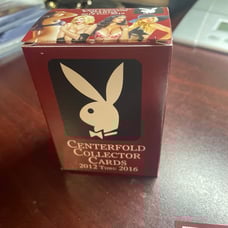 CENTERFOLD
COLLECTOR
CARDS
2012 THRU 2016